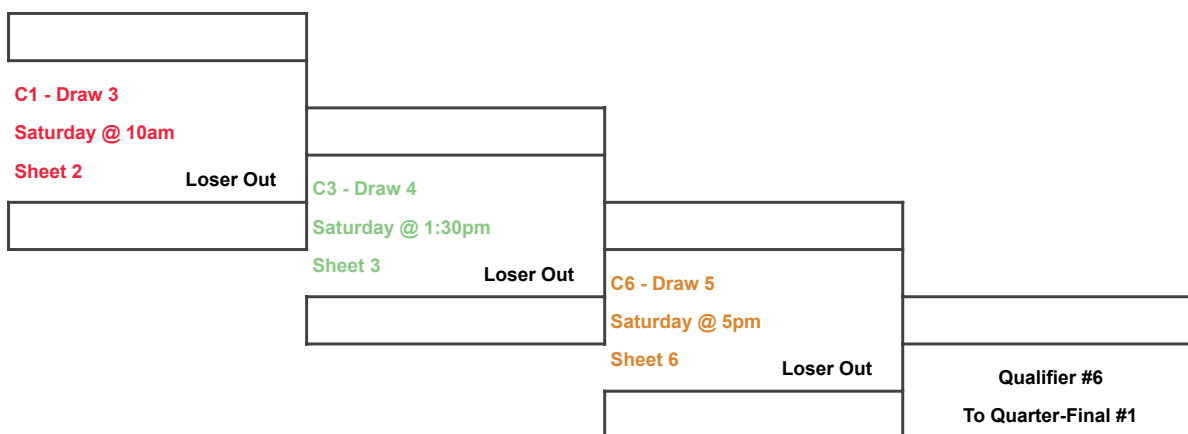 C1 - Draw 3
Saturday @ 10am
Sheet 2
Loser Out
C3 - Draw 4
Saturday @ 1:30pm
Sheet 3
Loser Out
C6 - Draw 5
Saturday @ 5pm
Sheet 6
Loser Out
Qualifier #6
To Quarter-Final #1